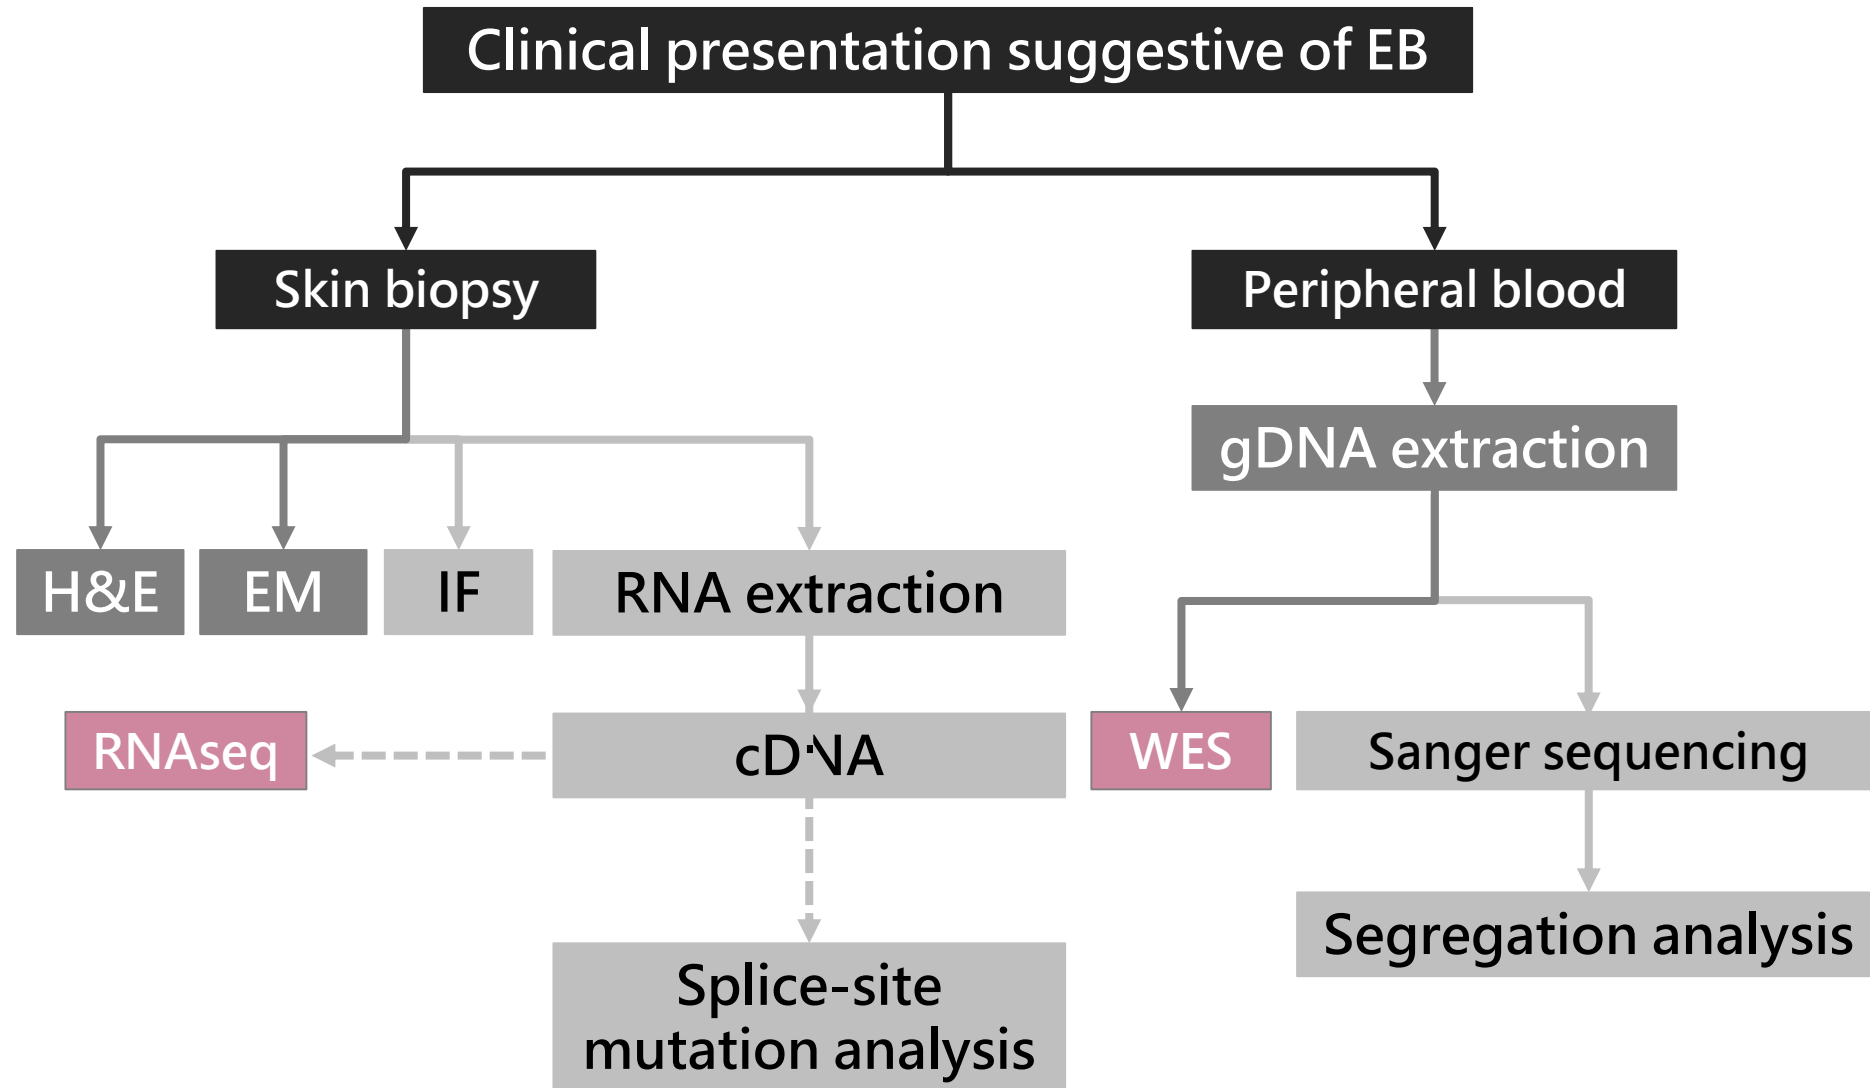 Clinical presentation suggestive of EB
Skin biopsy
Peripheral blood
gDNA extraction
H&E
EM
IF
RNA extraction
RNAseq
cDNA
WES
Sanger sequencing
Segregation analysis
Splice-site
mutation analysis